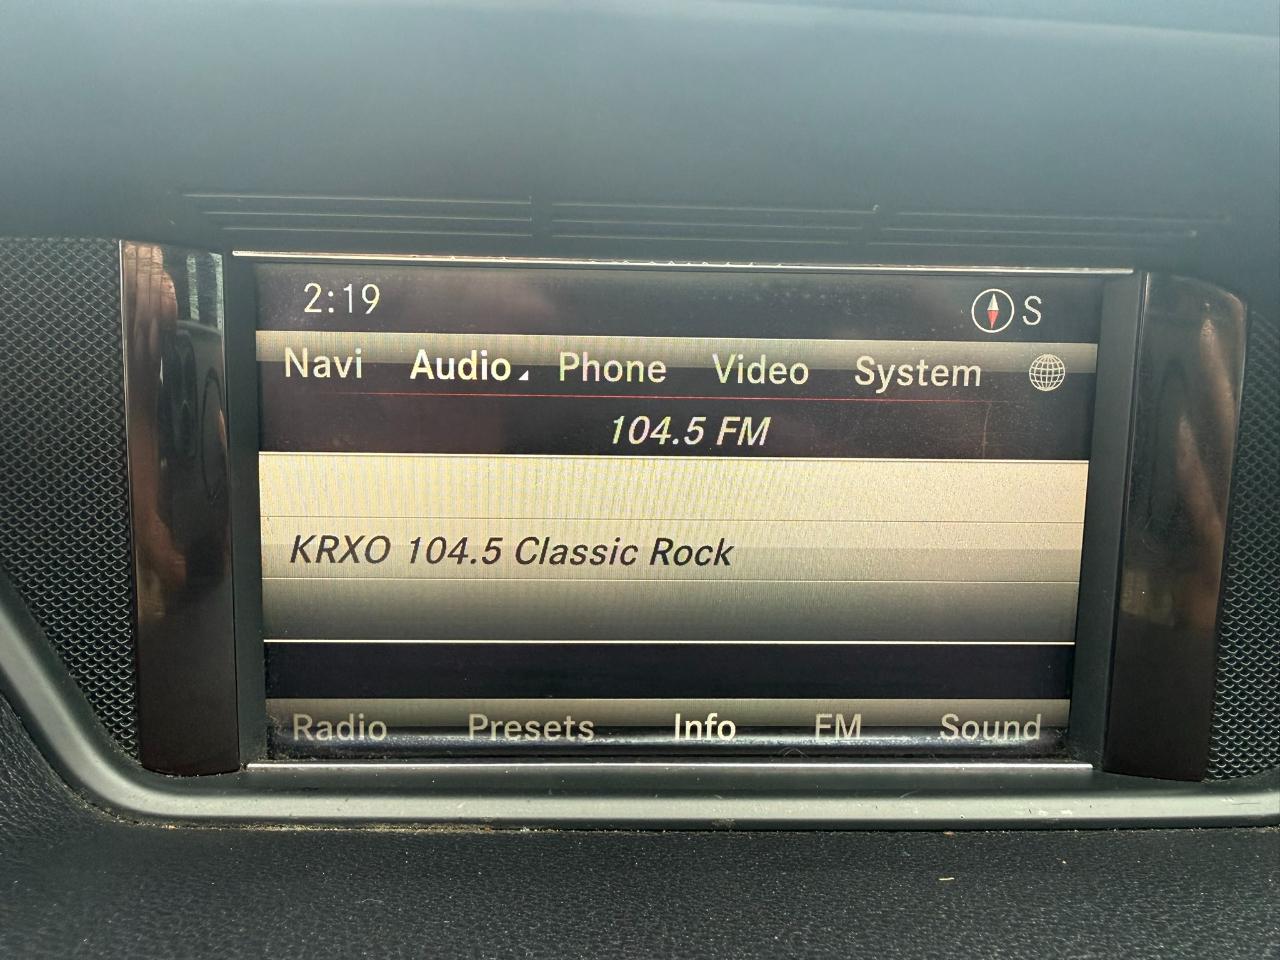 2:19 S
Navi Audio Phone Video System
104.5 FM
KRXO 104.5 Classic Rock
Radio Presets Info FM Sound